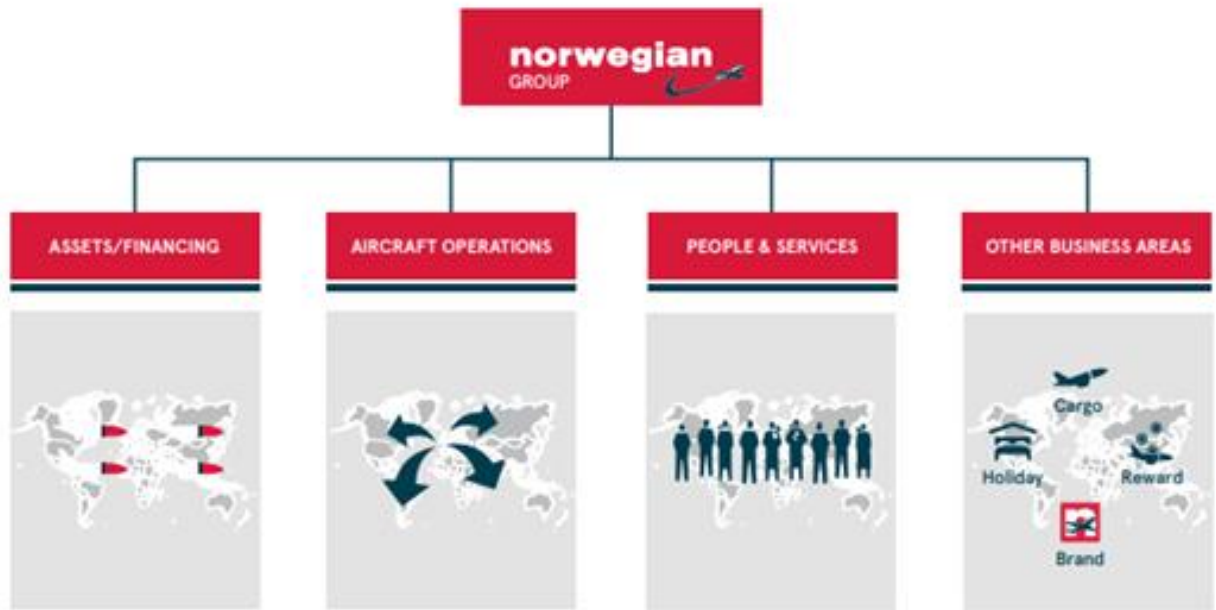 norwegian
GROUP
ASSETS/FINANCING
AIRCRAFT OPERATIONS
PEOPLE & SERVICES
OTHER BUSINESS AREAS
Cargo
Holiday
Reward
Brand